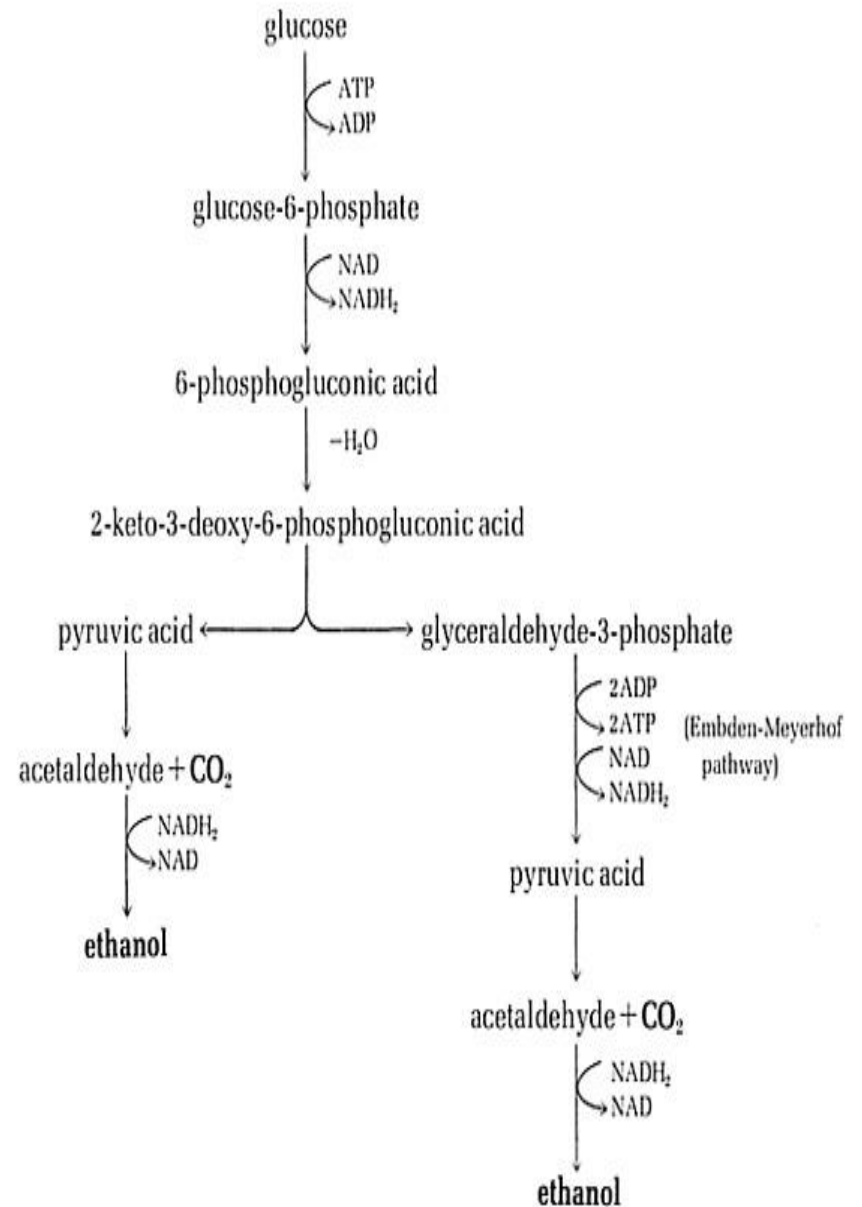 glucose
ATP
ADP
glucose-6-phosphate
NAD
NADH₂
6-phosphogluconic acid
–H₂O
2-keto-3-deoxy-6-phosphogluconic acid
pyruvic acid
glyceraldehyde-3-phosphate
2ADP
2ATP
(Embden-Meyerhof
NAD
pathway)
NADH₂
acetaldehyde + CO₂
NADH₂
NAD
pyruvic acid
ethanol
acetaldehyde + CO₂
NADH₂
NAD
ethanol